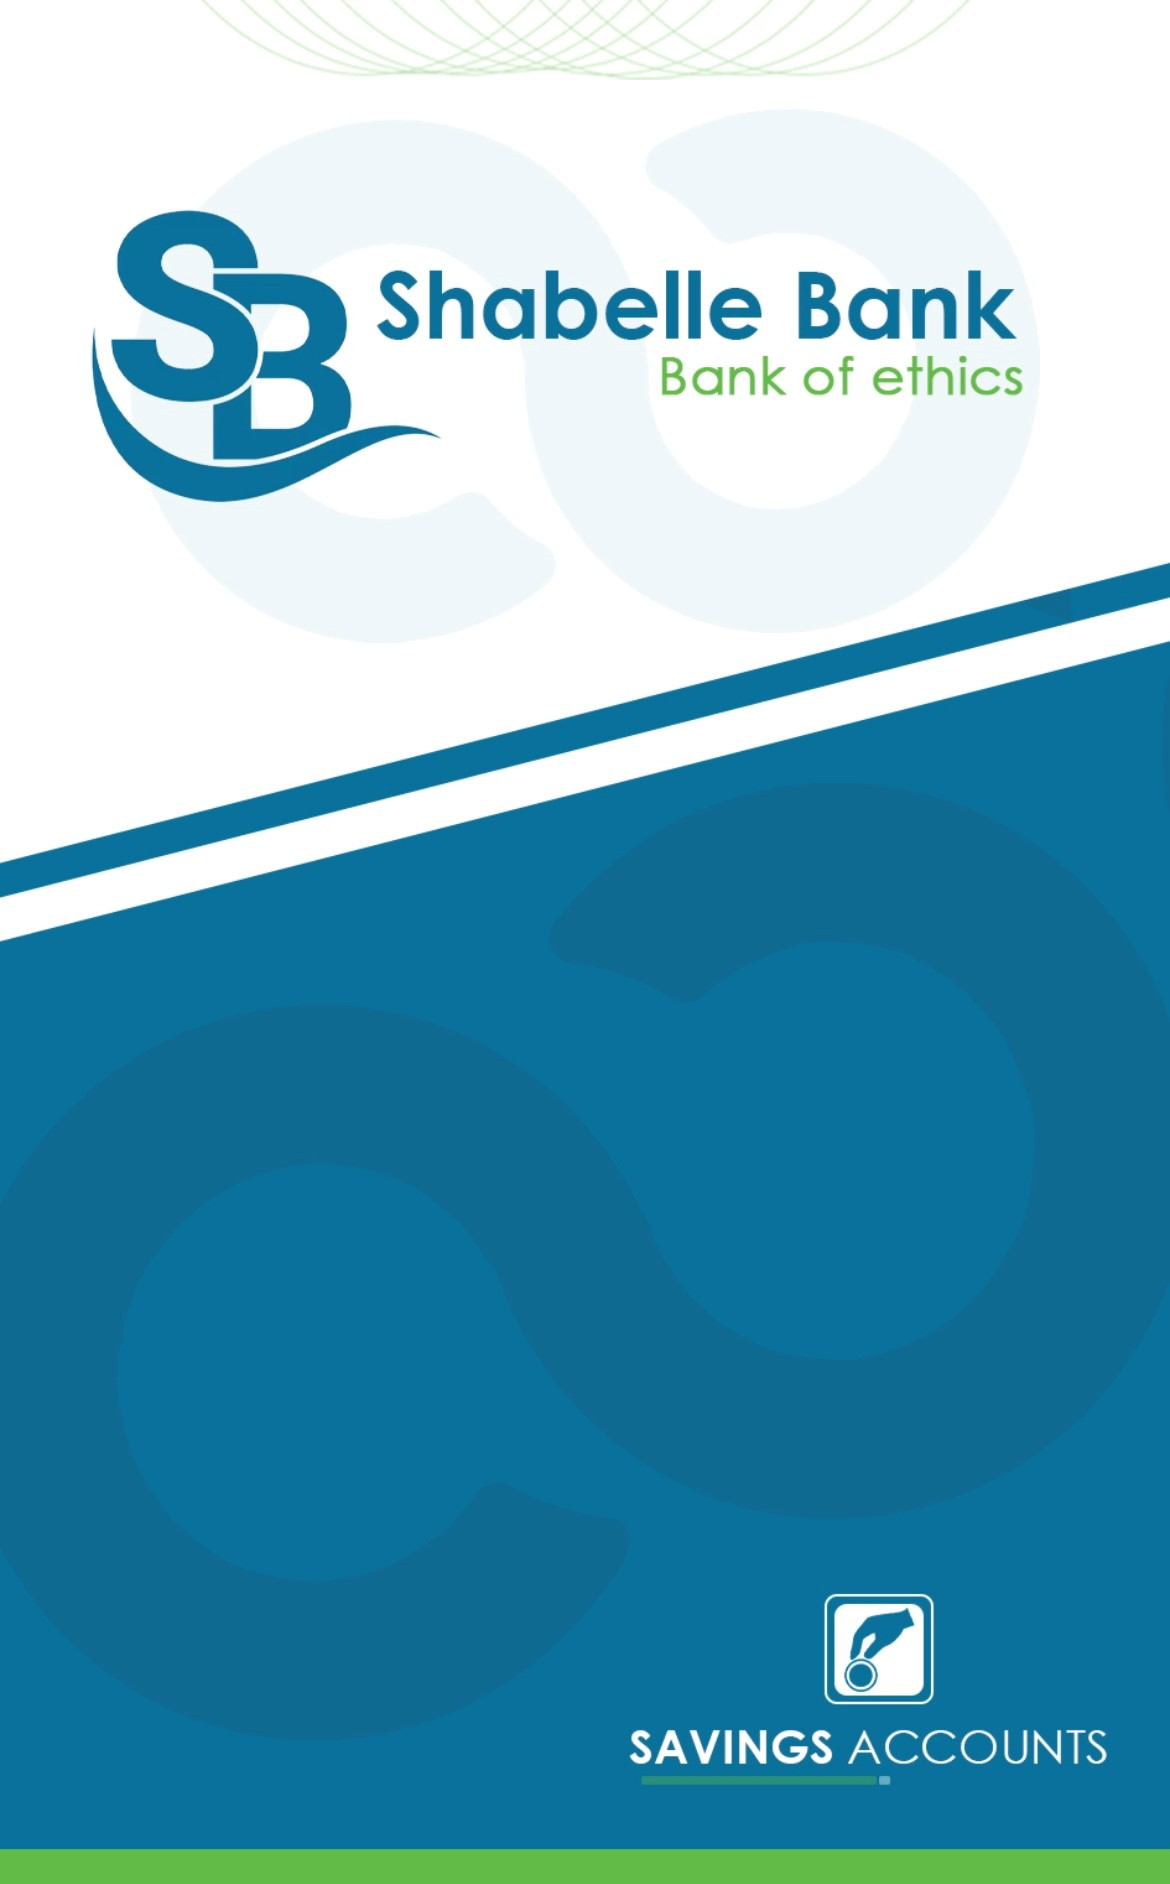 SB
Shabelle Bank
Bank of ethics
SAVINGS ACCOUNTS